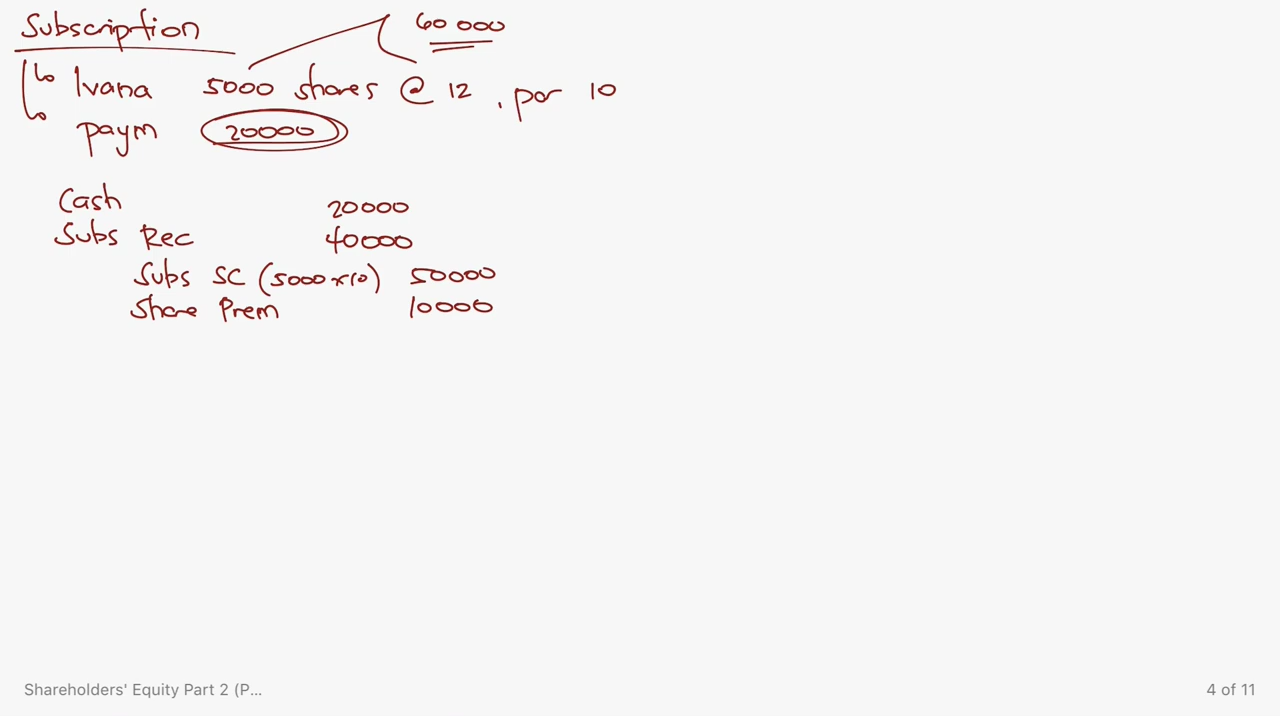 Subscription 60 000
Ivana 5000 shares @ 12 , par 10
paym 20000
Cash 20000
Subs Rec 40000
Subs SC (5000x10) 50000
Share Prem 10000
Shareholders' Equity Part 2 (P... 4 of 11